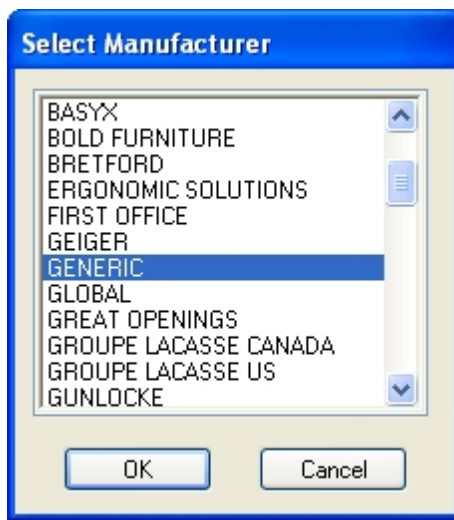 Select Manufacturer
BASYX
BOLD FURNITURE
BRETFORD
ERGONOMIC SOLUTIONS
FIRST OFFICE
GEIGER
GENERIC
GLOBAL
GREAT OPENINGS
GROUPE LACASSE CANADA
GROUPE LACASSE US
GUNLOCKE
OK
Cancel